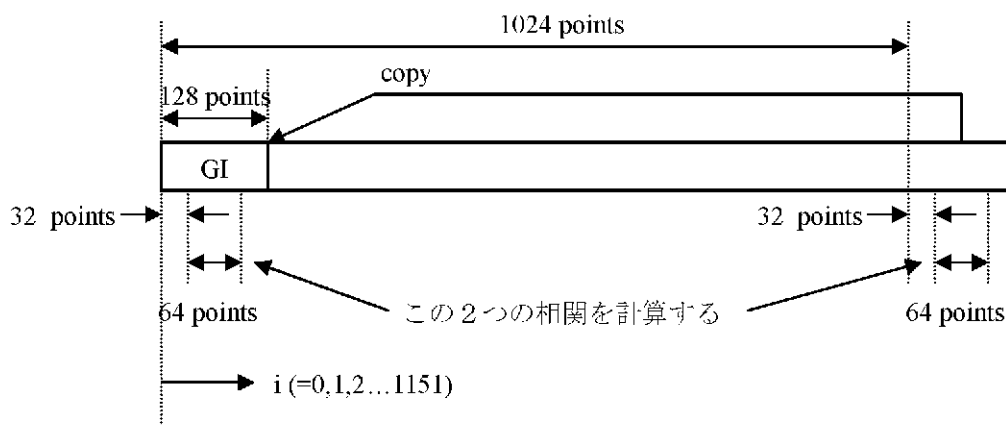 1024 points
copy
128 points
GI
32 points
32 points
64 points
この２つの相関を計算する
64 points
i (=0,1,2…1151)